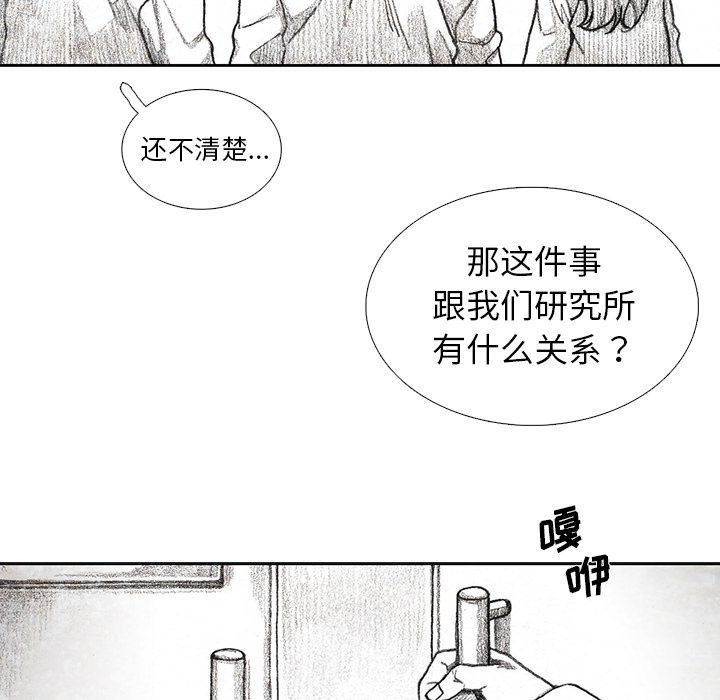 还不清楚...
那这件事
跟我们研究所
有什么关系？
嘎
咿